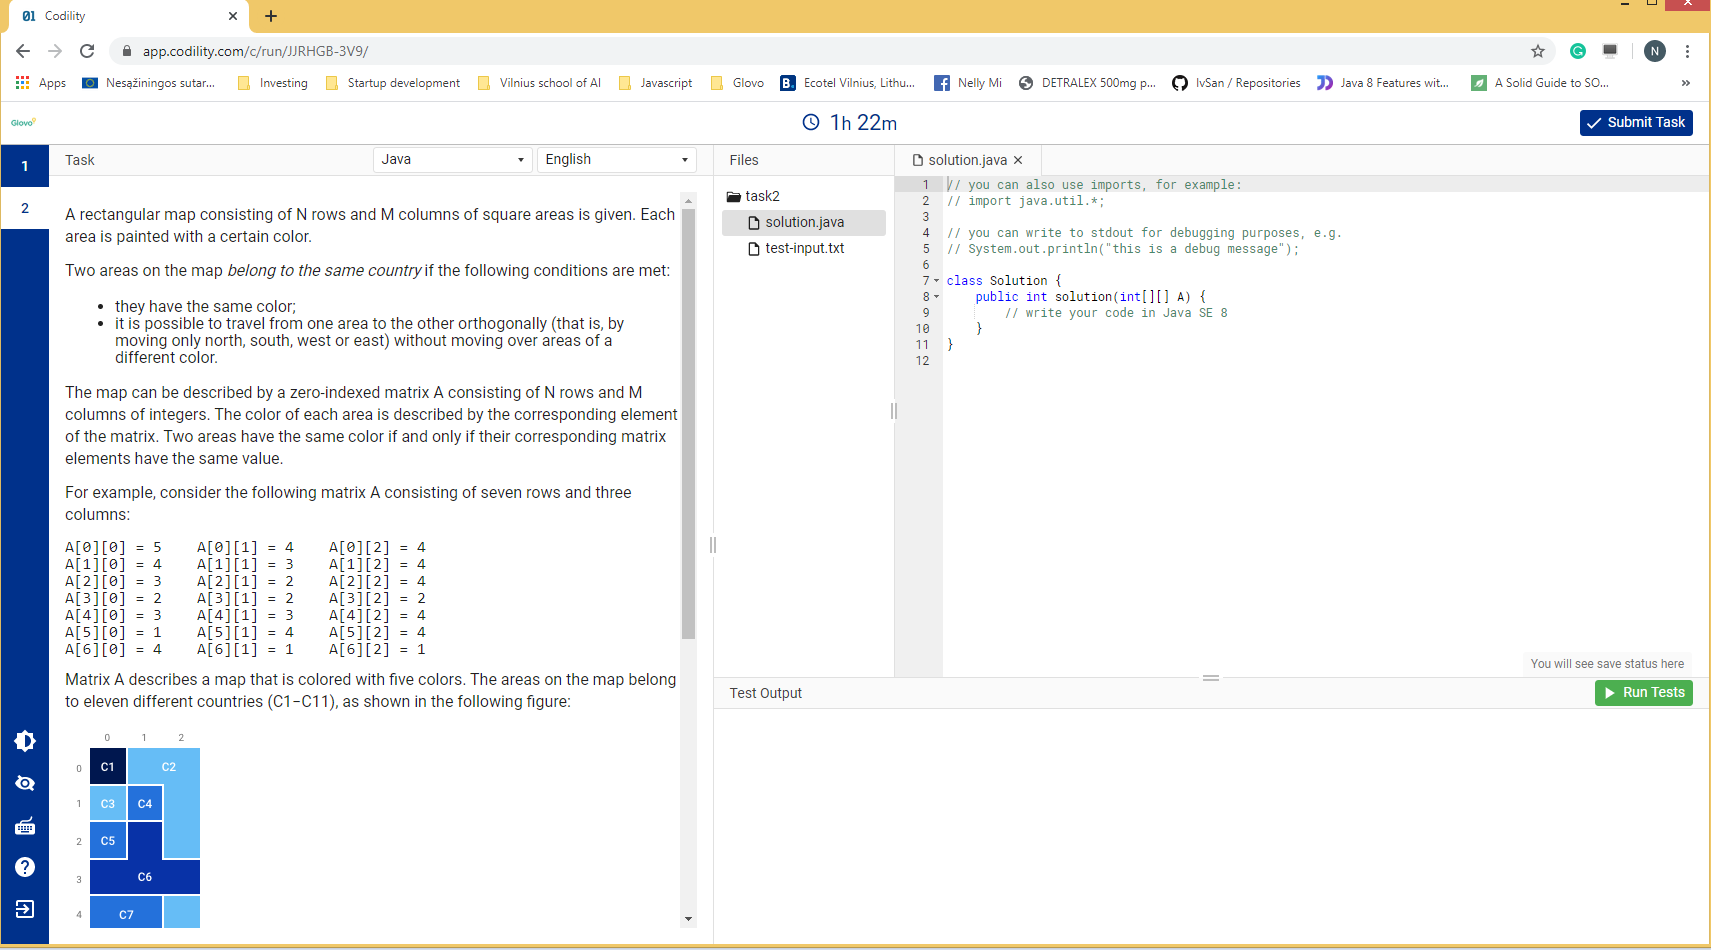 Codility
app.codility.com/c/run/JJRHGB-3V9/
N
Apps
Nesąžiningos sutar...
Investing
Startup development
Vilnius school of AI
Javascript
Glovo
B.
Ecotel Vilnius, Lithu...
Nelly Mi
DETRALEX 500mg p...
IvSan / Repositories
Java 8 Features wit...
A Solid Guide to SO...
»
Glovo
1h 22m
Submit Task
1
2
Task
Java
English
A rectangular map consisting of N rows and M columns of square areas is given. Each
area is painted with a certain color.
Two areas on the map belong to the same country if the following conditions are met:
• they have the same color;
• it is possible to travel from one area to the other orthogonally (that is, by
moving only north, south, west or east) without moving over areas of a
different color.
The map can be described by a zero-indexed matrix A consisting of N rows and M
columns of integers. The color of each area is described by the corresponding element
of the matrix. Two areas have the same color if and only if their corresponding matrix
elements have the same value.
For example, consider the following matrix A consisting of seven rows and three
columns:
A[0][0] = 5    A[0][1] = 4    A[0][2] = 4
A[1][0] = 4    A[1][1] = 3    A[1][2] = 4
A[2][0] = 3    A[2][1] = 2    A[2][2] = 4
A[3][0] = 2    A[3][1] = 2    A[3][2] = 2
A[4][0] = 3    A[4][1] = 3    A[4][2] = 4
A[5][0] = 1    A[5][1] = 4    A[5][2] = 4
A[6][0] = 4    A[6][1] = 1    A[6][2] = 1
Matrix A describes a map that is colored with five colors. The areas on the map belong
to eleven different countries (C1−C11), as shown in the following figure:
0 1 2
0 C1 C2
1 C3 C4
2 C5
3 C6
4 C7
Files
task2
solution.java
test-input.txt
solution.java
1 // you can also use imports, for example:
2 // import java.util.*;
3
4 // you can write to stdout for debugging purposes, e.g.
5 // System.out.println("this is a debug message");
6
7 class Solution {
8     public int solution(int[][] A) {
9         // write your code in Java SE 8
10     }
11 }
12
You will see save status here
Test Output
Run Tests